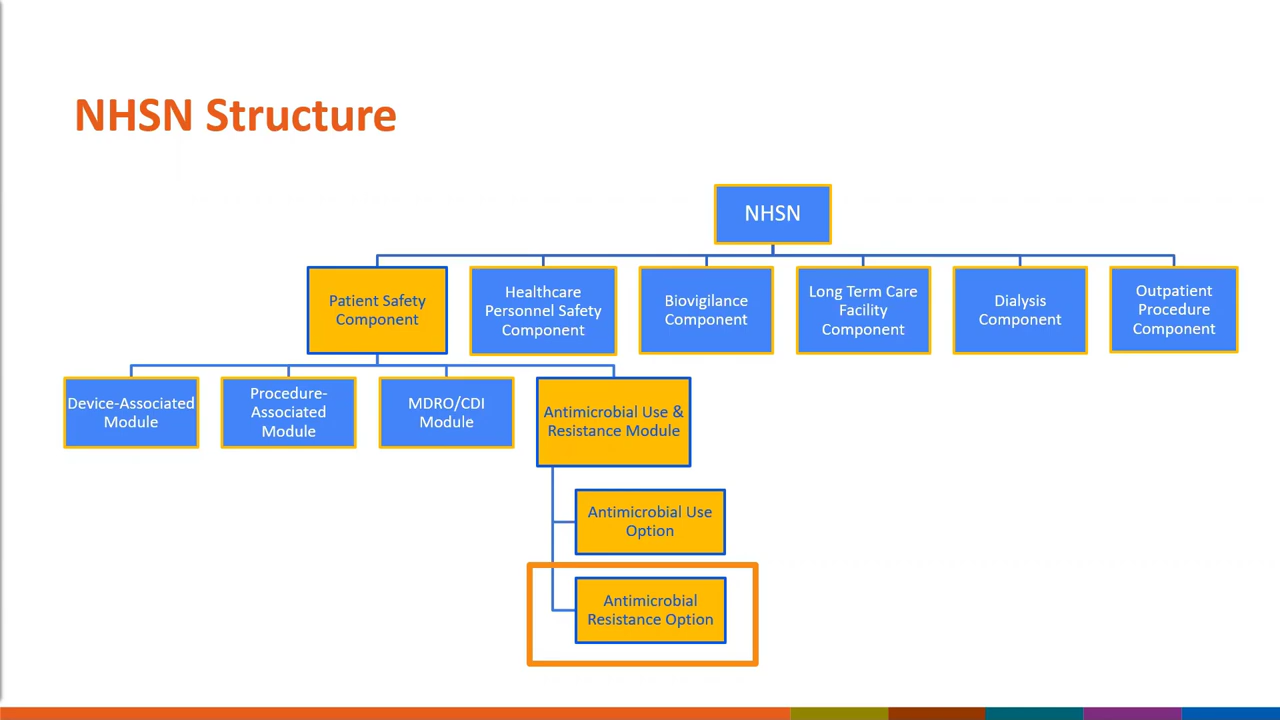 NHSN Structure
NHSN
Patient Safety
Component
Healthcare
Personnel Safety
Component
Biovigilance
Component
Long Term Care
Facility
Component
Dialysis
Component
Outpatient
Procedure
Component
Device-Associated
Module
Procedure-
Associated
Module
MDRO/CDI
Module
Antimicrobial Use &
Resistance Module
Antimicrobial Use
Option
Antimicrobial
Resistance Option